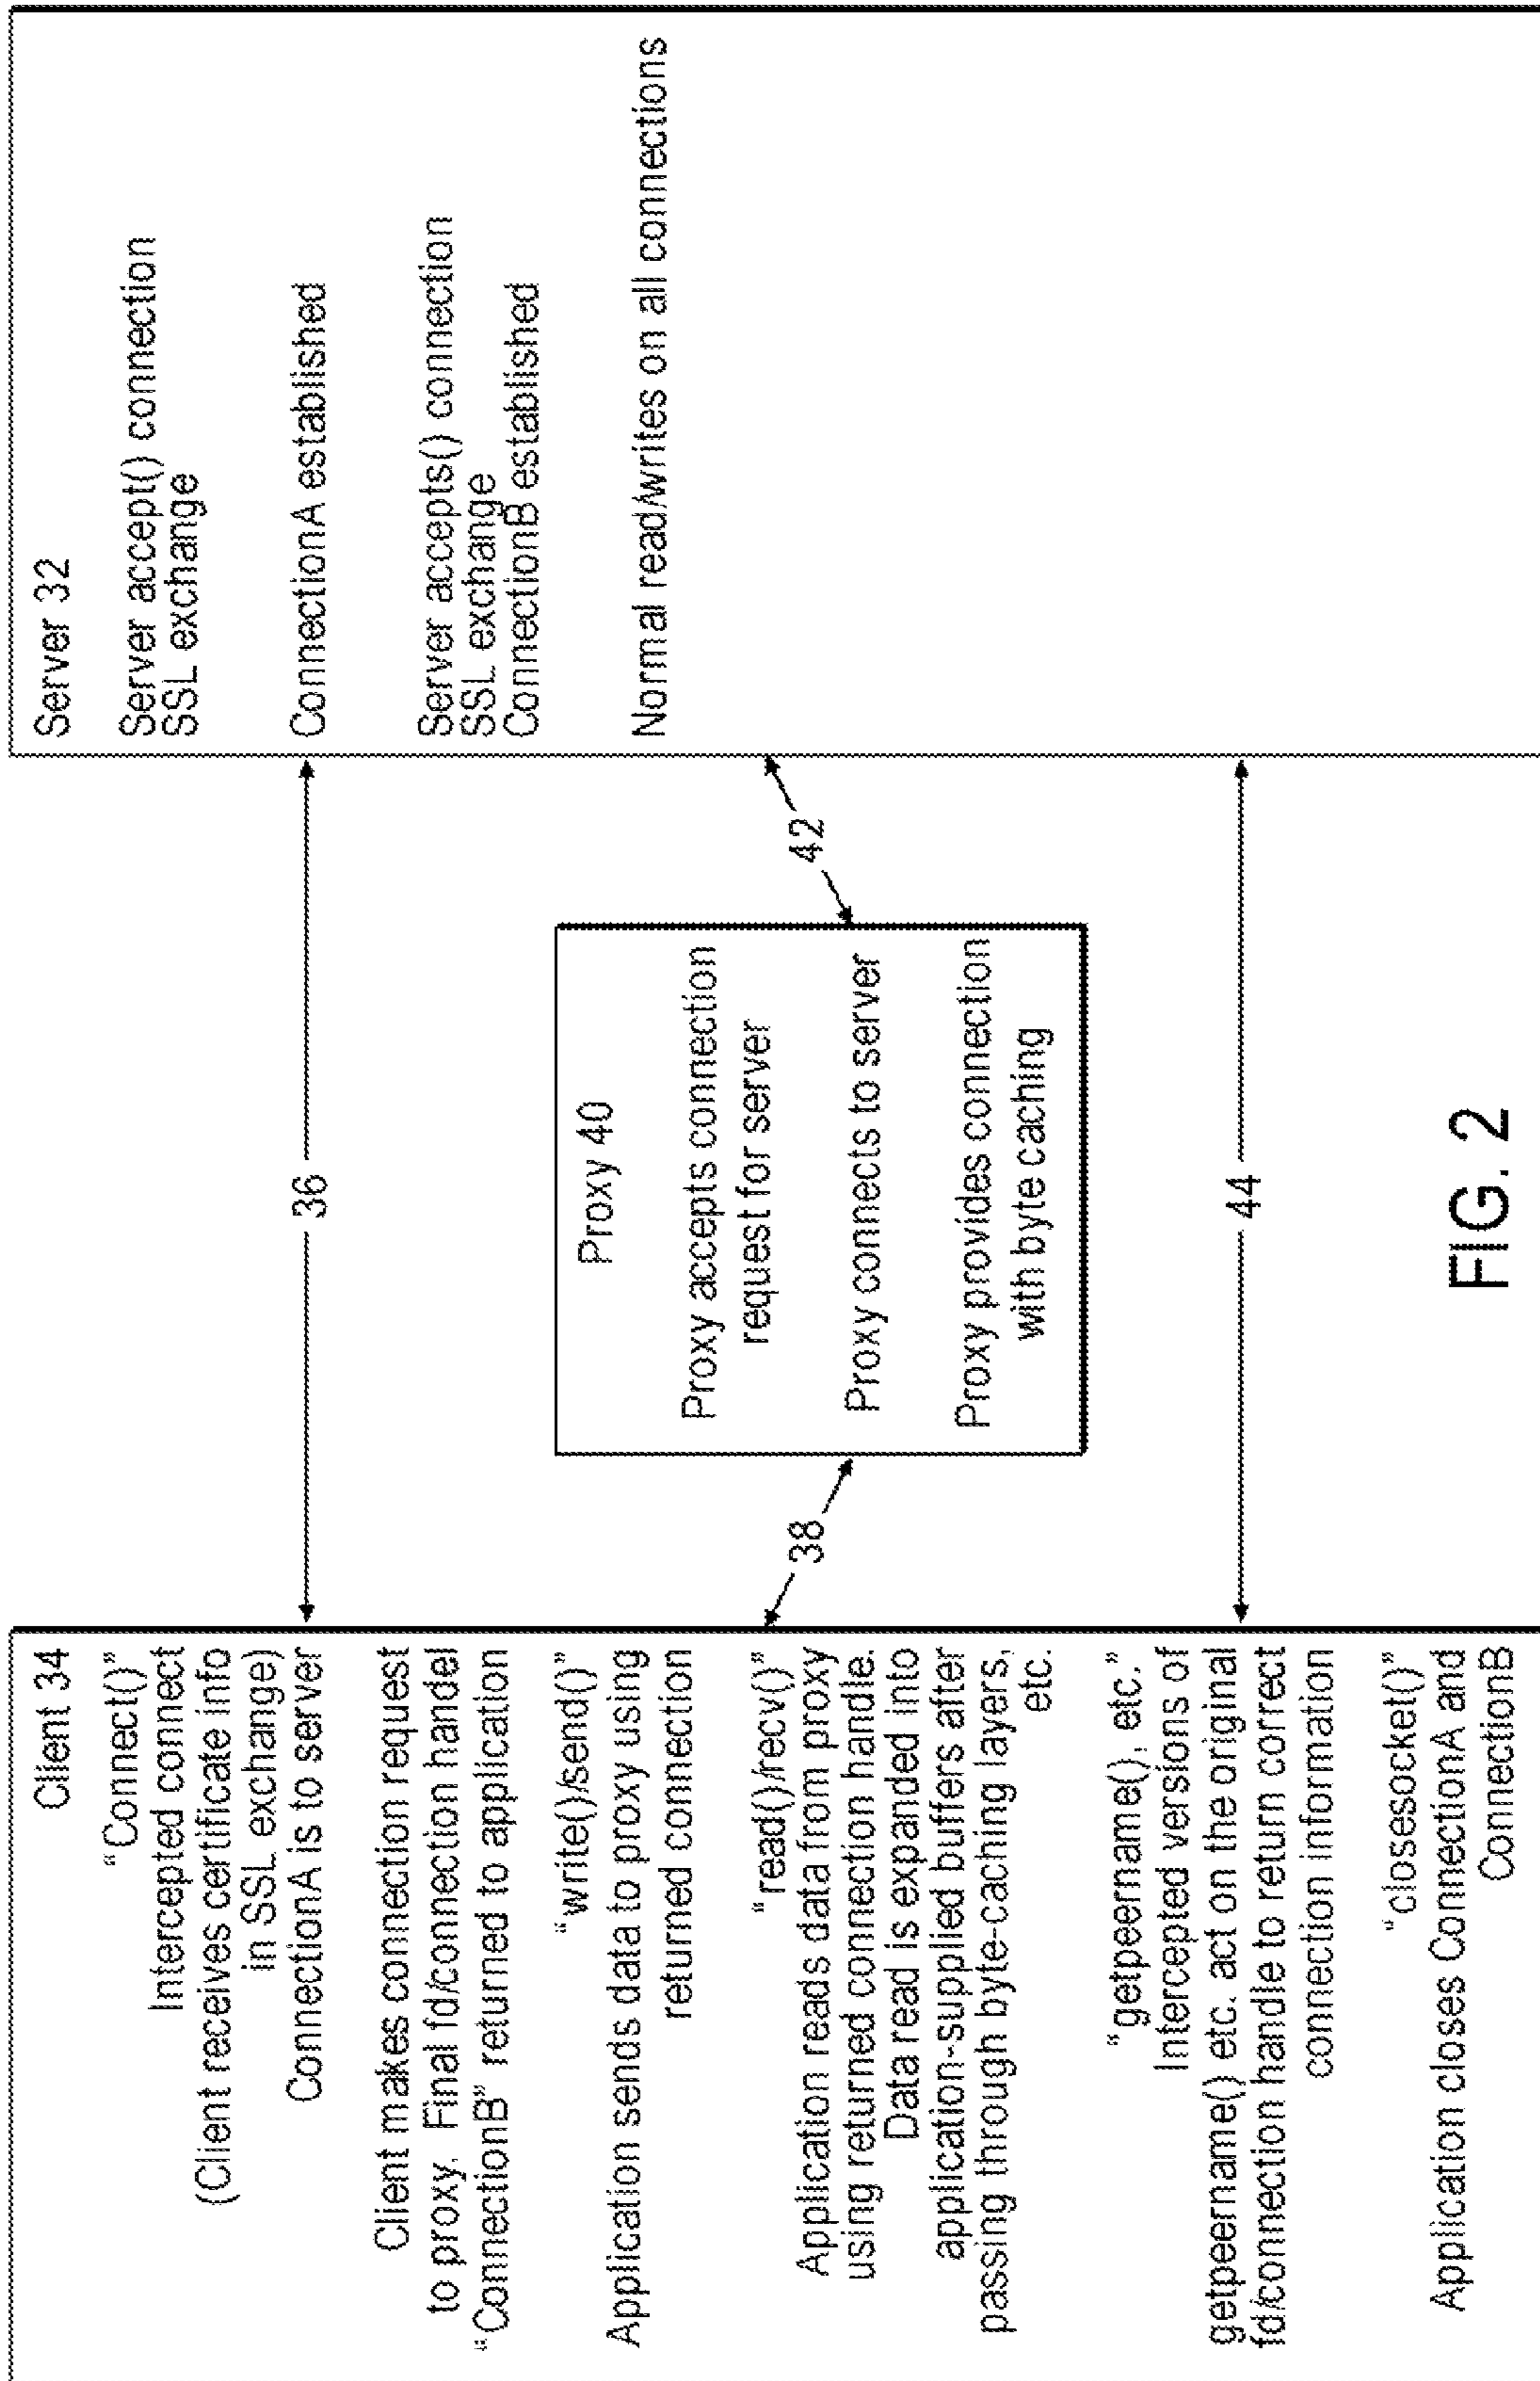 Client 34
"Connect()"
Intercepted connect
(Client receives certificate info
in SSL exchange)
ConnectionA is to server
Client makes connection request
to proxy. Final fd/connection handel
"ConnectionB" returned to application
"write()/send()"
Application sends data to proxy using
returned connection
"read()/recv()"
Application reads data from proxy
using returned connection handle.
Data read is expanded into
application-supplied buffers after
passing through byte-caching layers,
etc.
"getpeername(), etc."
Intercepted versions of
getpeername() etc. act on the original
fd/connection handle to return correct
connection information
"closesocket()"
Application closes ConnectionA and
ConnectionB
36
38
Proxy 40
Proxy accepts connection
request for server
Proxy connects to server
Proxy provides connection
with byte caching
42
44
Server 32
Server accept() connection
SSL exchange
ConnectionA established
Server accepts() connection
SSL exchange
ConnectionB established
Normal read/writes on all connections
FIG. 2